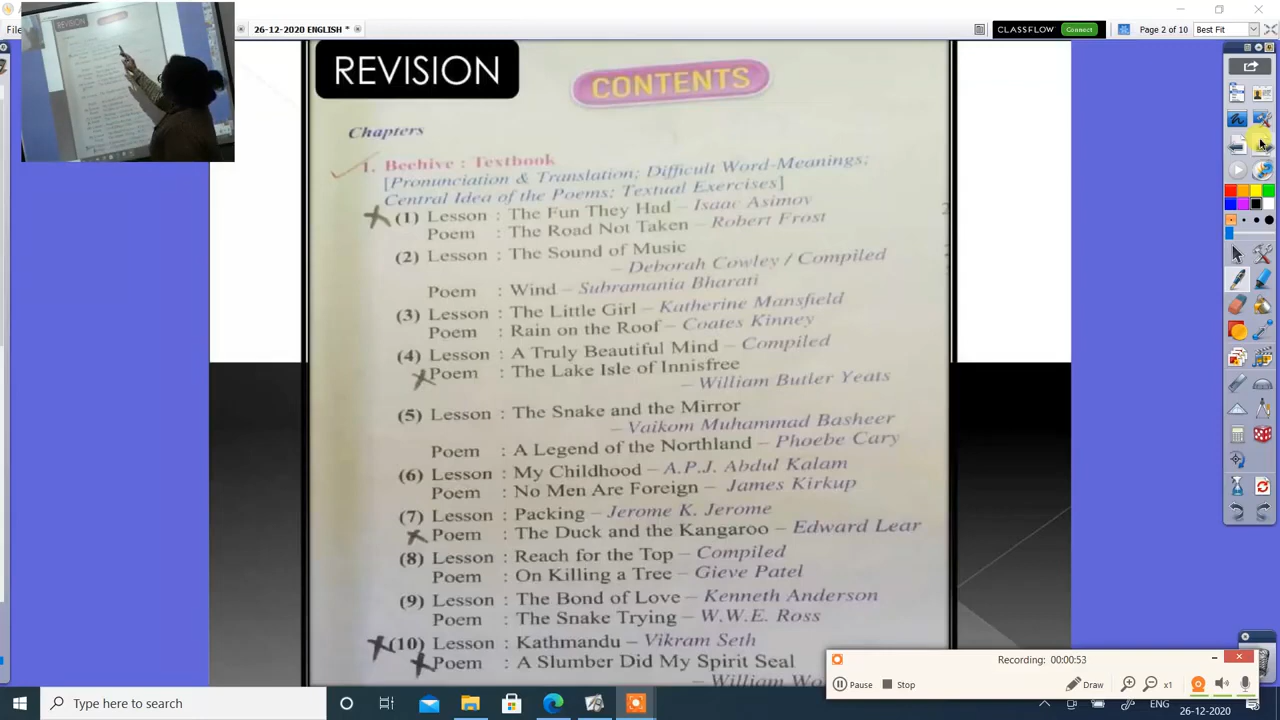 26-12-2020 ENGLISH *
CLASSFLOW
Connect
Page 2 of 10
Best Fit
REVISION
REVISION
CONTENTS
Chapters
1. Beehive : Textbook
[Pronunciation & Translation; Difficult Word-Meanings;
Central Idea of the Poems; Textual Exercises]
(1) Lesson : The Fun They Had – Isaac Asimov
Poem : The Road Not Taken – Robert Frost
(2) Lesson : The Sound of Music
– Deborah Cowley / Compiled
Poem : Wind – Subramania Bharati
(3) Lesson : The Little Girl – Katherine Mansfield
Poem : Rain on the Roof – Coates Kinney
(4) Lesson : A Truly Beautiful Mind – Compiled
Poem : The Lake Isle of Innisfree
– William Butler Yeats
(5) Lesson : The Snake and the Mirror
– Vaikom Muhammad Basheer
Poem : A Legend of the Northland – Phoebe Cary
(6) Lesson : My Childhood – A.P.J. Abdul Kalam
Poem : No Men Are Foreign – James Kirkup
(7) Lesson : Packing – Jerome K. Jerome
Poem : The Duck and the Kangaroo – Edward Lear
(8) Lesson : Reach for the Top – Compiled
Poem : On Killing a Tree – Gieve Patel
(9) Lesson : The Bond of Love – Kenneth Anderson
Poem : The Snake Trying – W.W.E. Ross
(10) Lesson : Kathmandu – Vikram Seth
Poem : A Slumber Did My Spirit Seal
– William
Recording: 00:00:53
Pause
Stop
Draw
x1
Type here to search
ENG
26-12-2020